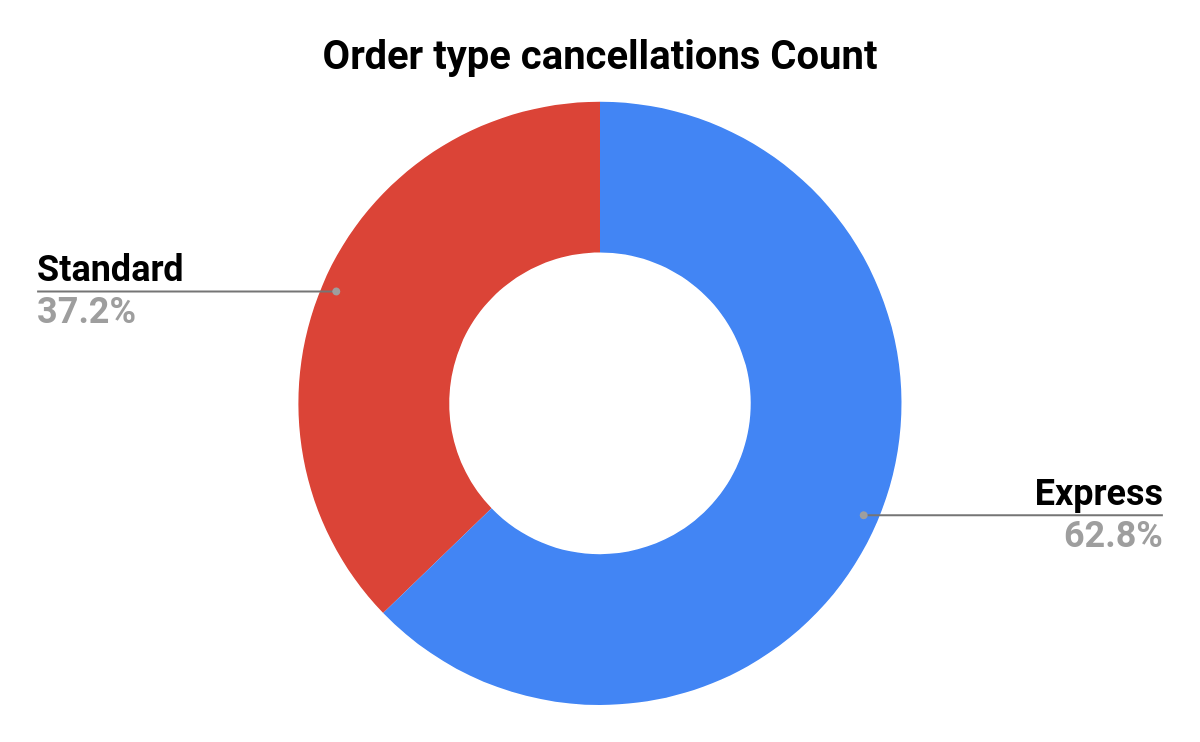 Order type cancellations Count
Standard
37.2%
Express
62.8%